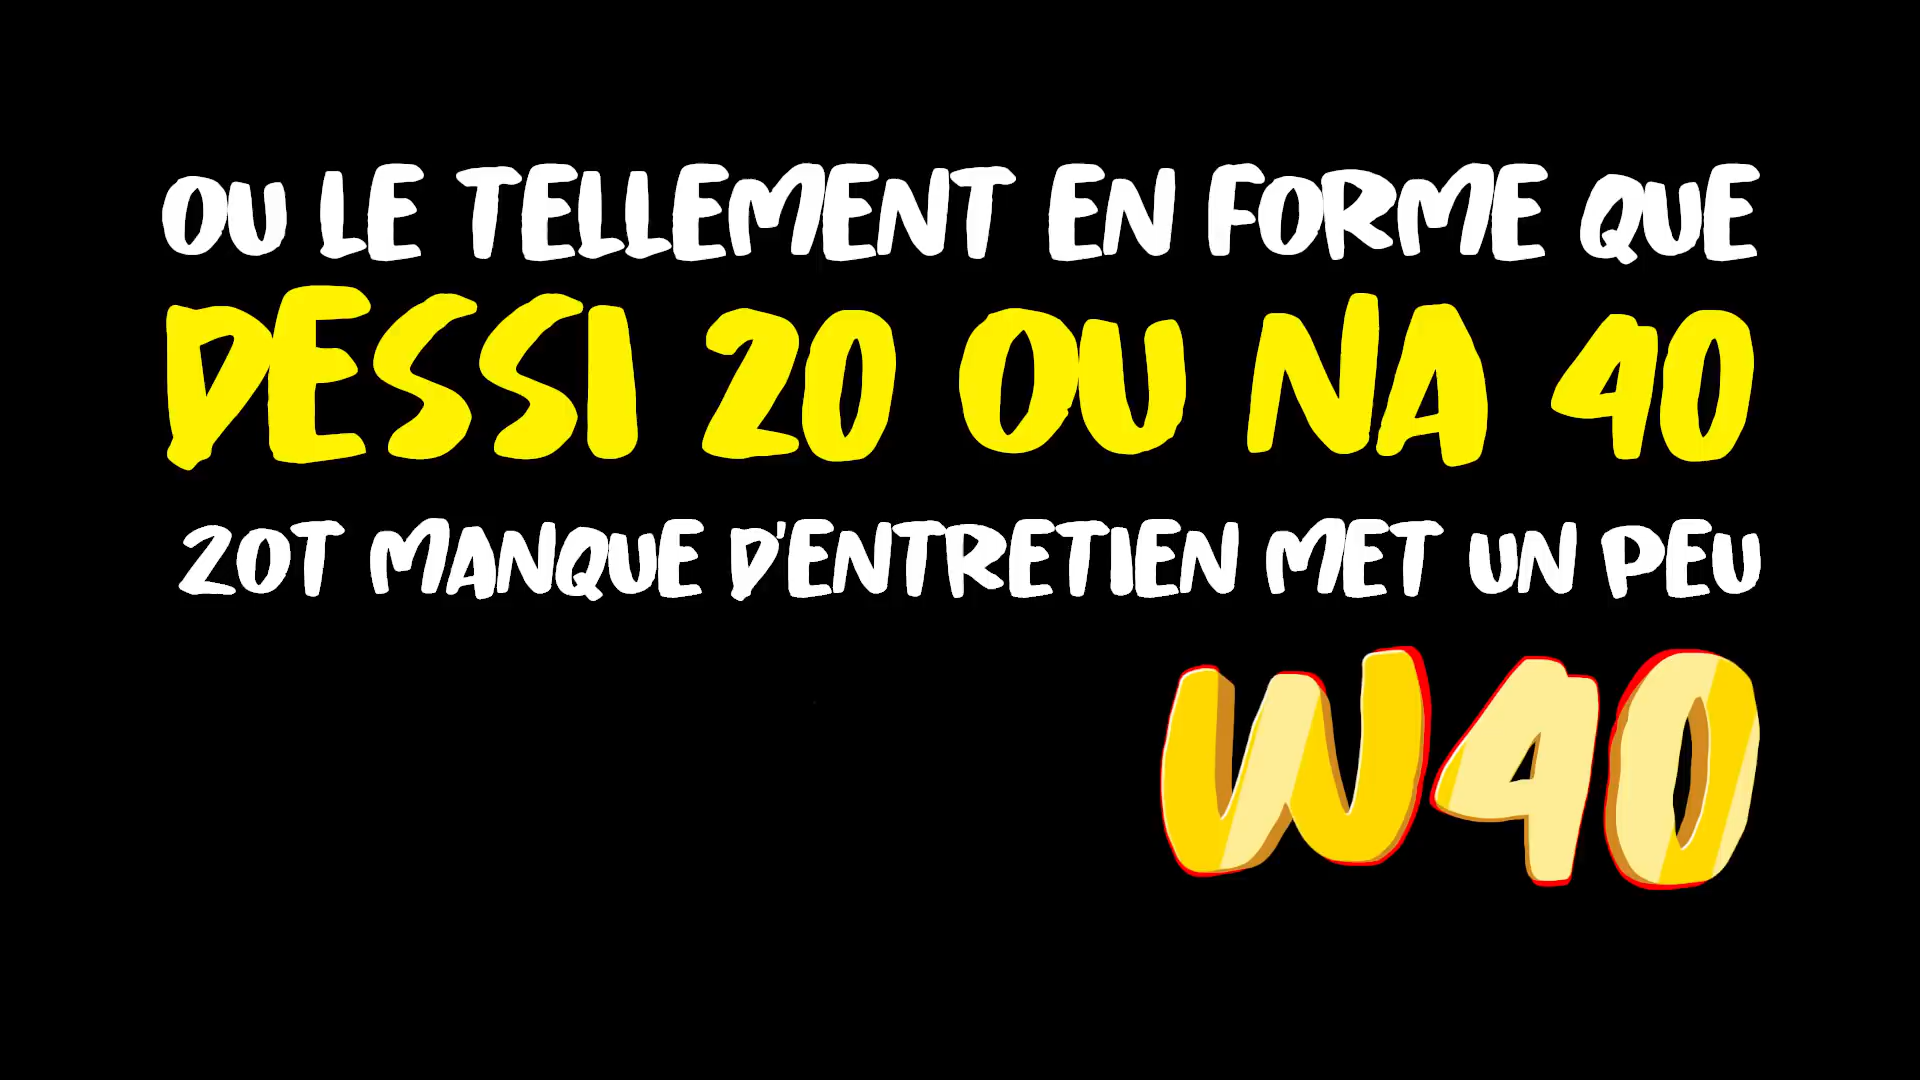 OU LE TELLEMENT EN FORME QUE
DESSI 20 OU NA 40
ZOT MANQUE D'ENTRETIEN MET UN PEU
W40